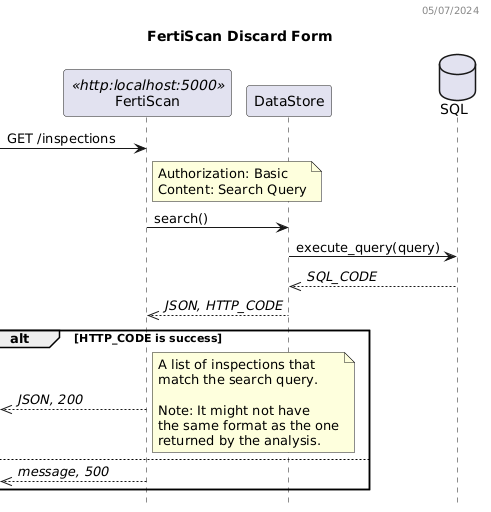 05/07/2024
FertiScan Discard Form
«http:localhost:5000»
FertiScan
DataStore
SQL
GET /inspections
Authorization: Basic
Content: Search Query
search()
execute_query(query)
SQL_CODE
JSON, HTTP_CODE
alt [HTTP_CODE is success]
A list of inspections that
match the search query.
Note: It might not have
the same format as the one
returned by the analysis.
JSON, 200
message, 500